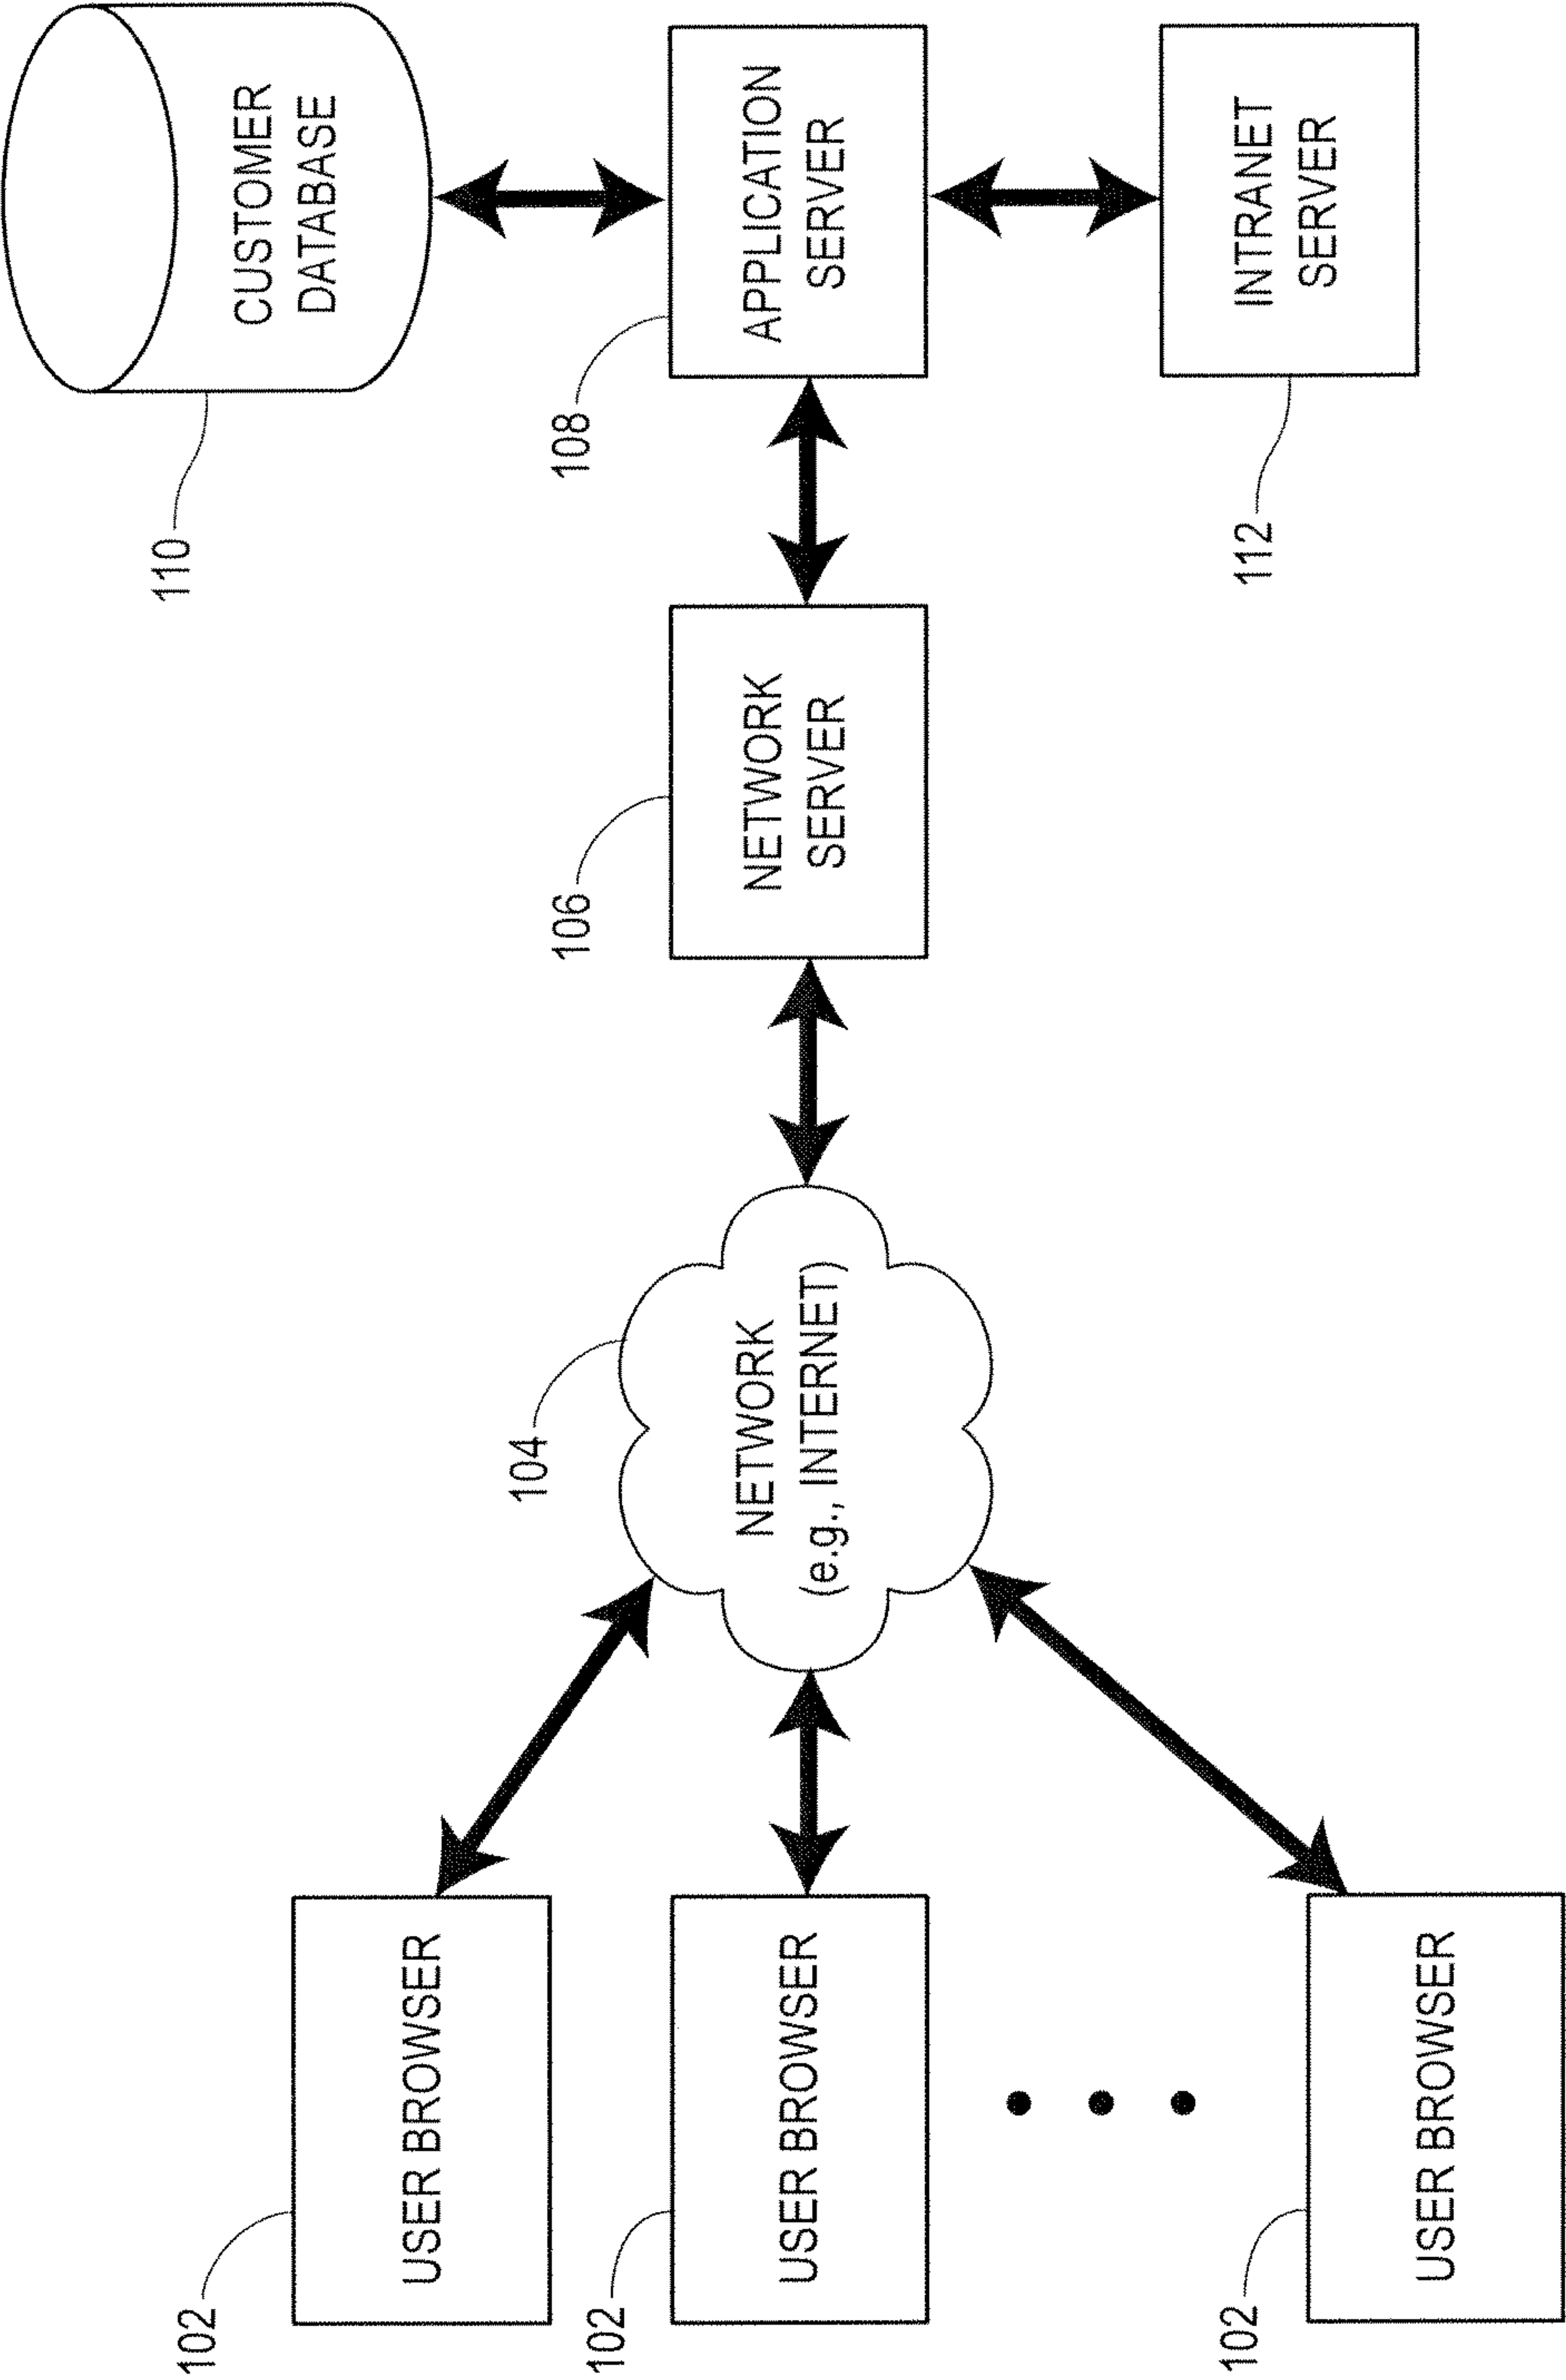 102
USER BROWSER
102
USER BROWSER
102
USER BROWSER
104
NETWORK
(e.g., INTERNET)
106
NETWORK
SERVER
108
APPLICATION
SERVER
110
CUSTOMER
DATABASE
112
INTRANET
SERVER